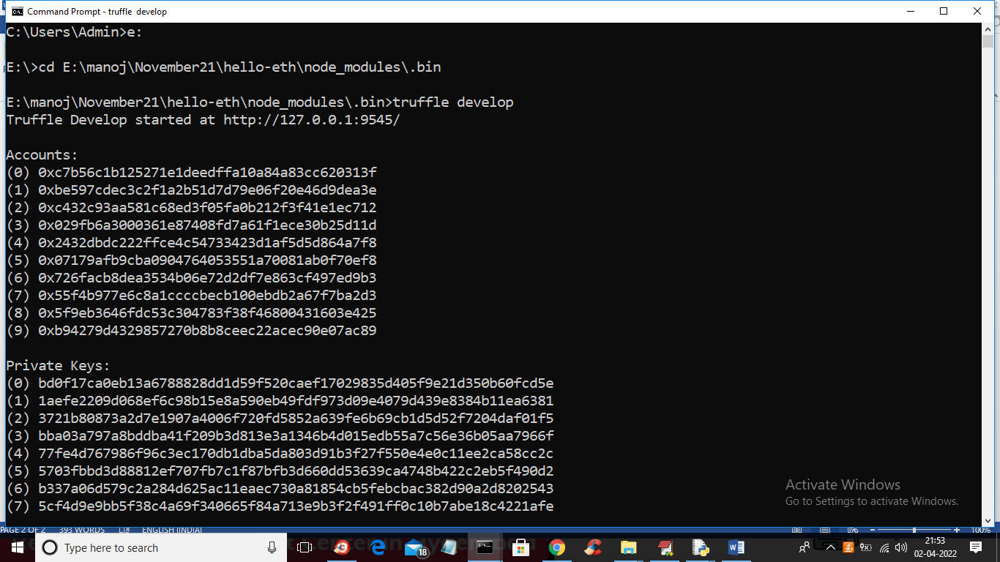 Command Prompt - truffle develop
C:\Users\Admin>e:
E:\>cd E:\manoj\November21\hello-eth\node_modules\.bin
E:\manoj\November21\hello-eth\node_modules\.bin>truffle develop
Truffle Develop started at http://127.0.0.1:9545/
Accounts:
(0) 0xc7b56c1b125271e1deedffa10a84a83cc620313f
(1) 0xbe597cdec3c2f1a2b51d7d79e06f20e46d9dea3e
(2) 0xc432c93aa581c68ed3f05fa0b212f3f41e1ec712
(3) 0x029fb6a3000361e87408fd7a61f1ece30b25d11d
(4) 0x2432dbdc222ffce4c54733423d1af5d5d864a7f8
(5) 0x07179afb9cba0904764053551a70081ab0f70ef8
(6) 0x726facb8dea3534b06e72d2df7e863cf497ed9b3
(7) 0x55f4b977e6c8a1ccccbecb100ebdb2a67f7ba2d3
(8) 0x5f9eb3646fdc53c304783f38f46800431603e425
(9) 0xb94279d4329857270b8b8ceec22acec90e07ac89
Private Keys:
(0) bd0f17ca0eb13a6788828dd1d59f520caef17029835d405f9e21d350b60fcd5e
(1) 1aefe2209d068ef6c98b15e8a590eb49fdf973d09e4079d439e8384b11ea6381
(2) 3721b80873a2d7e1907a4006f720fd5852a639fe6b69cb1d5d52f7204daf01f5
(3) bba03a797a8bddba41f209b3d813e3a1346b4d015edb55a7c56e36b05aa7966f
(4) 77fe4d767986f96c3ec170db1dba5da803d91b3f27f550e4e0c11ee2ca58cc2c
(5) 5703fbbd3d88812ef707fb7c1f87bfb3d660dd53639ca4748b422c2eb5f490d2
(6) b337a06d579c2a284d625ac11eaec730a81854cb5febcbac382d90a2d8202543
(7) 5cf4d9e9bb5f38c4a69f340665f84a713e9b3f2f491ff0c10b7abe18c4221afe
Activate Windows
Go to Settings to activate Windows.
PAGE 2 OF 2 393 WORDS ENGLISH (INDIA) 100%
Type here to search
18
21:53
02-04-2022